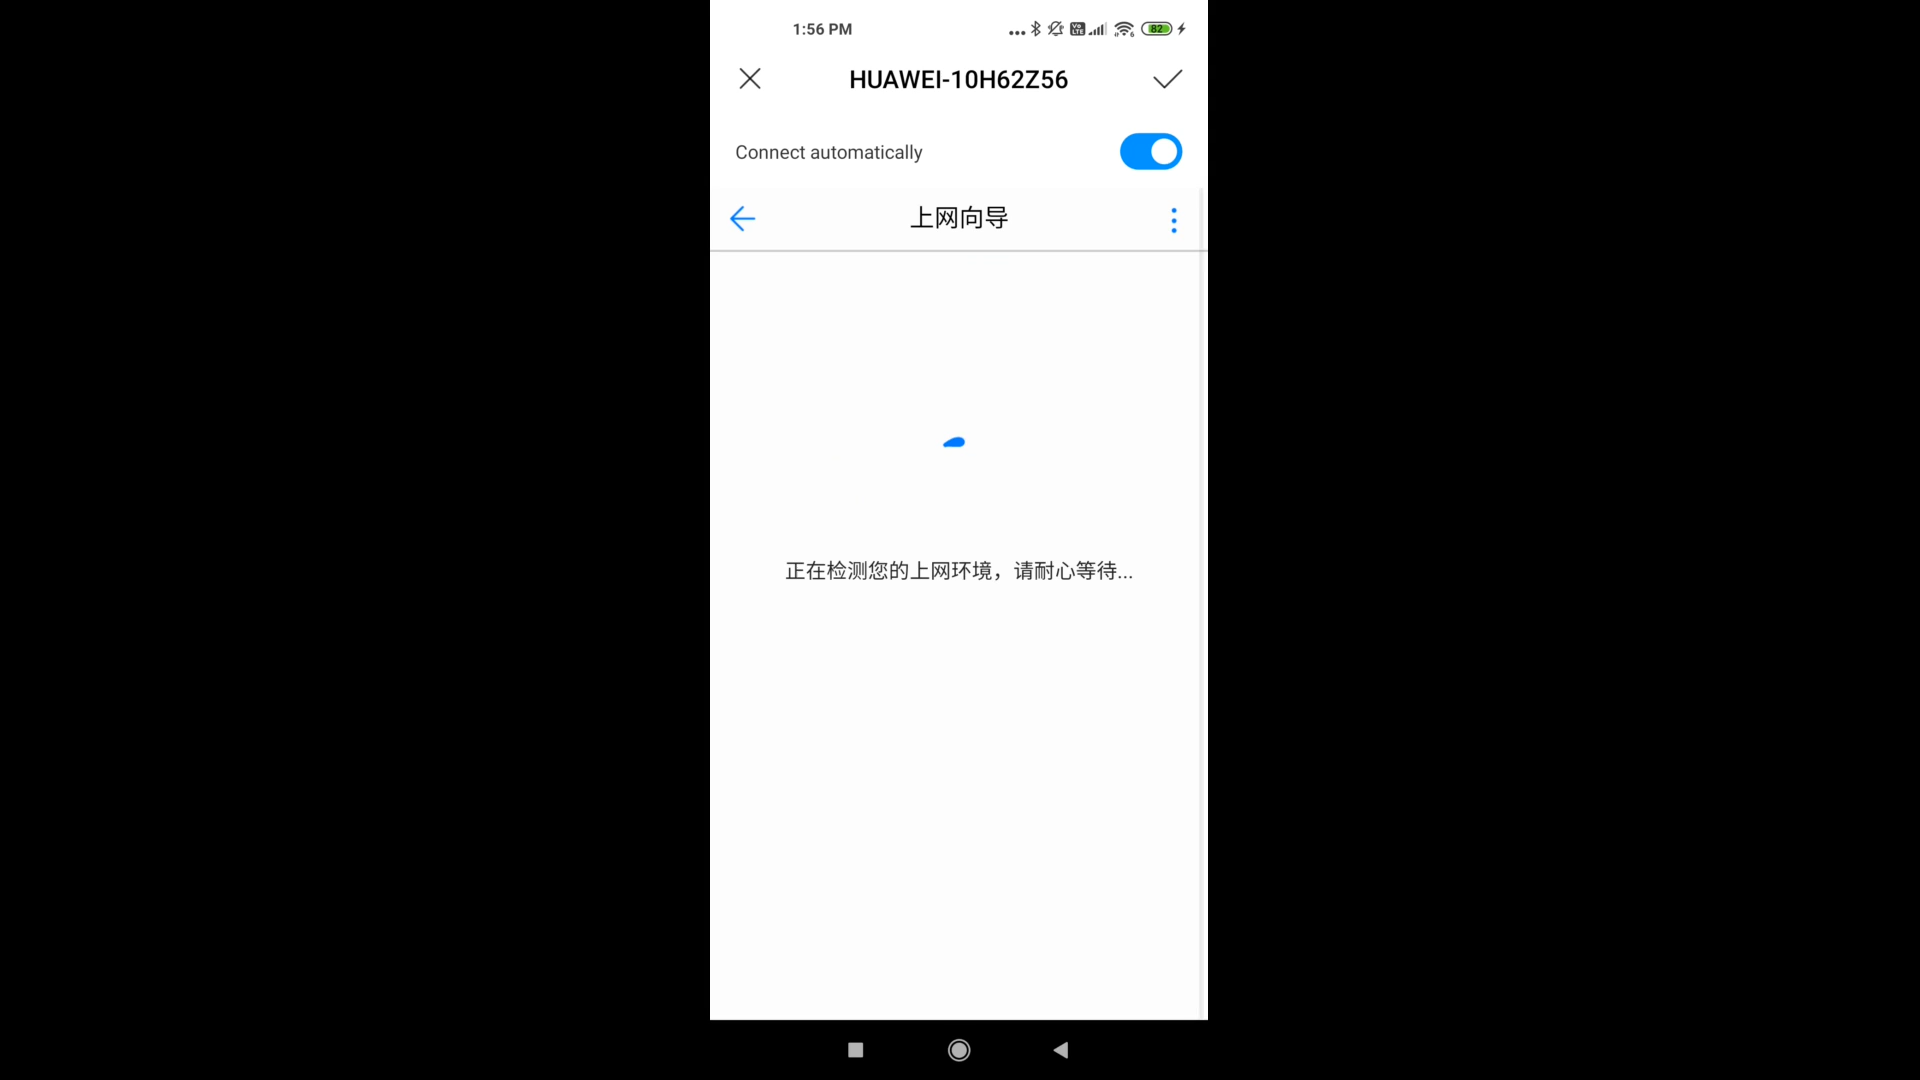 1:56 PM
82
HUAWEI-10H62Z56
Connect automatically
上网向导
正在检测您的上网环境，请耐心等待...